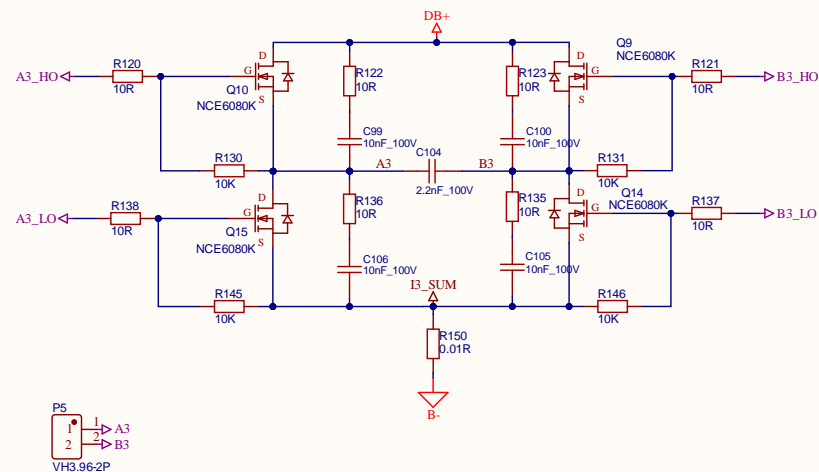 DB+
Q9
NCE6080K
D
D
A3_HO
R120
10R
G
S
Q10
NCE6080K
R122
10R
R123
10R
G
S
R121
10R
B3_HO
C99
10nF_100V
C104
2.2nF_100V
C100
10nF_100V
R130
10K
A3
B3
R131
10K
D
D
A3_LO
R138
10R
G
S
Q15
NCE6080K
R136
10R
R135
10R
Q14
NCE6080K
G
S
R137
10R
B3_LO
C106
10nF_100V
C105
10nF_100V
R145
10K
I3_SUM
R146
10K
R150
0.01R
B-
P5
1
1
A3
2
2
B3
VH3.96-2P